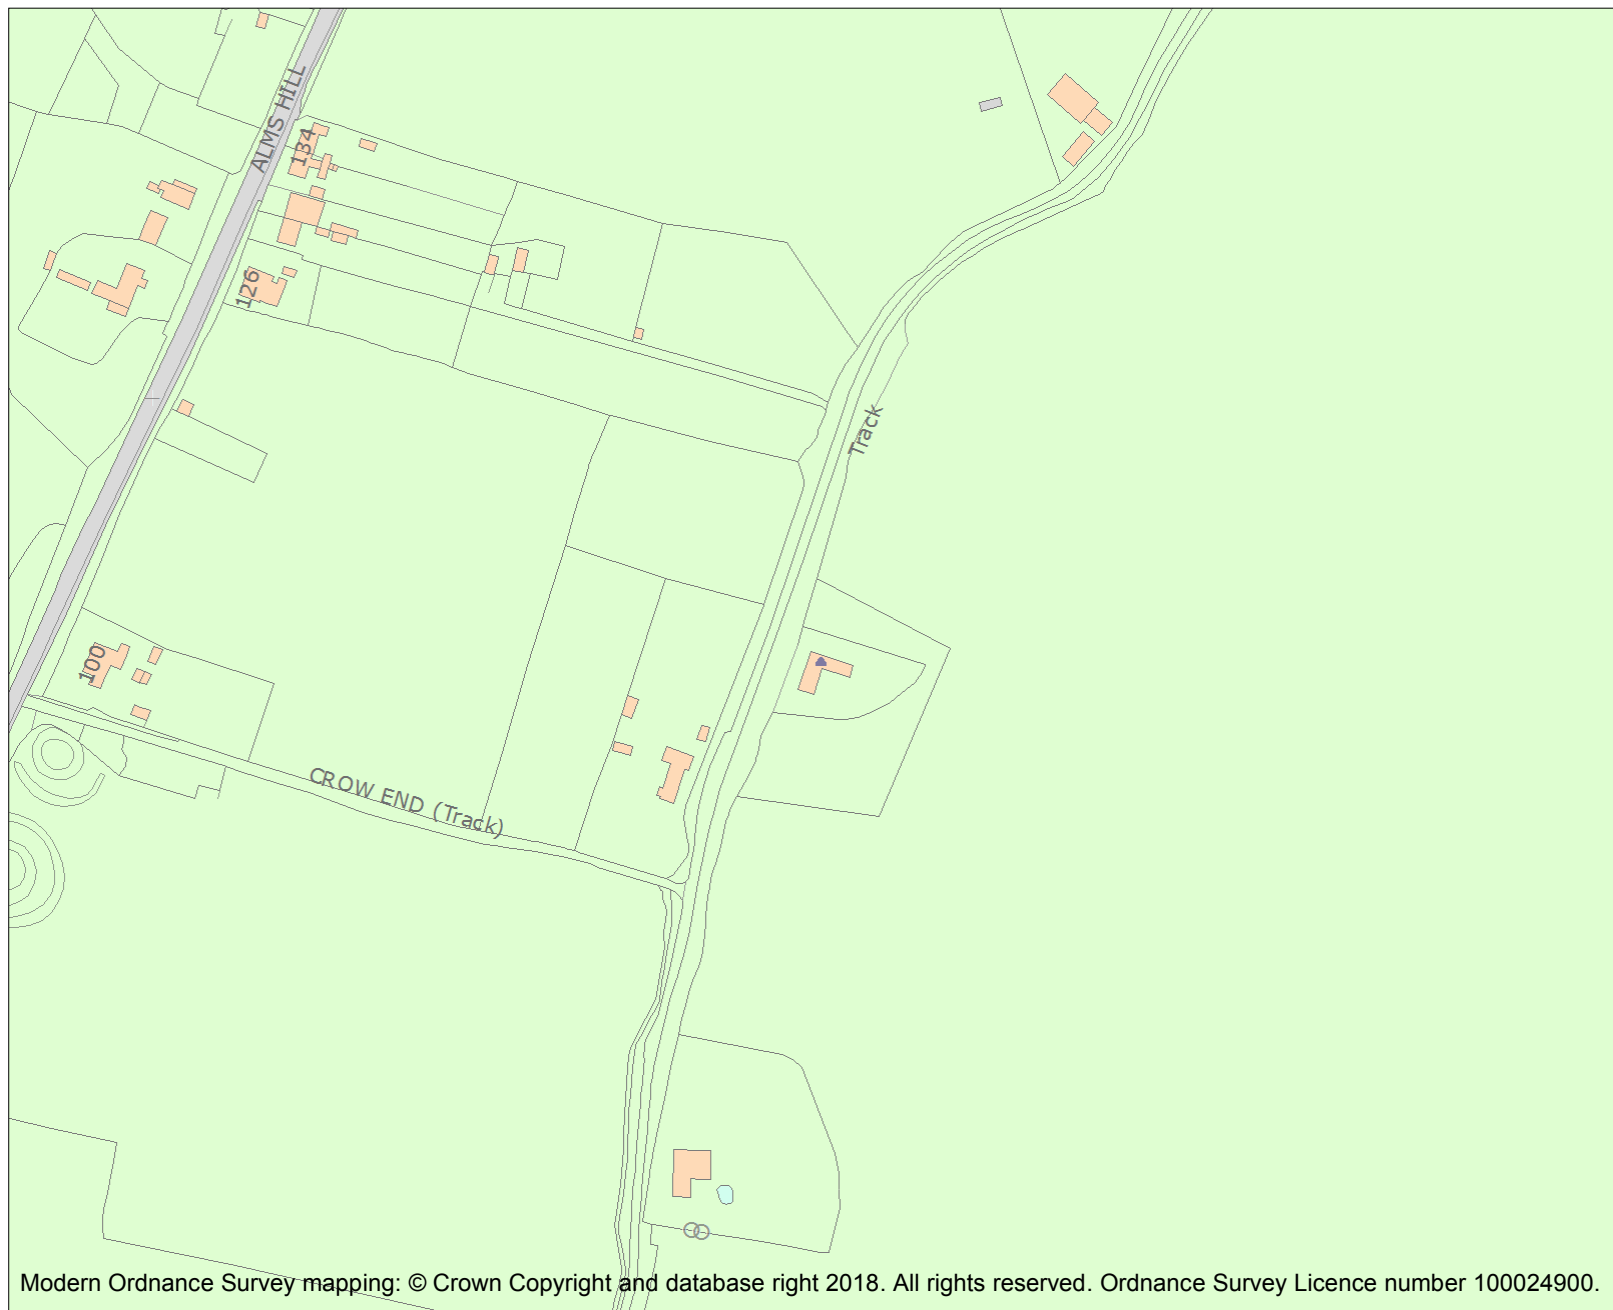 ALMS HILL
134
126
Track
100
CROW END (Track)
Modern Ordnance Survey mapping: © Crown Copyright and database right 2018. All rights reserved. Ordnance Survey Licence number 100024900.